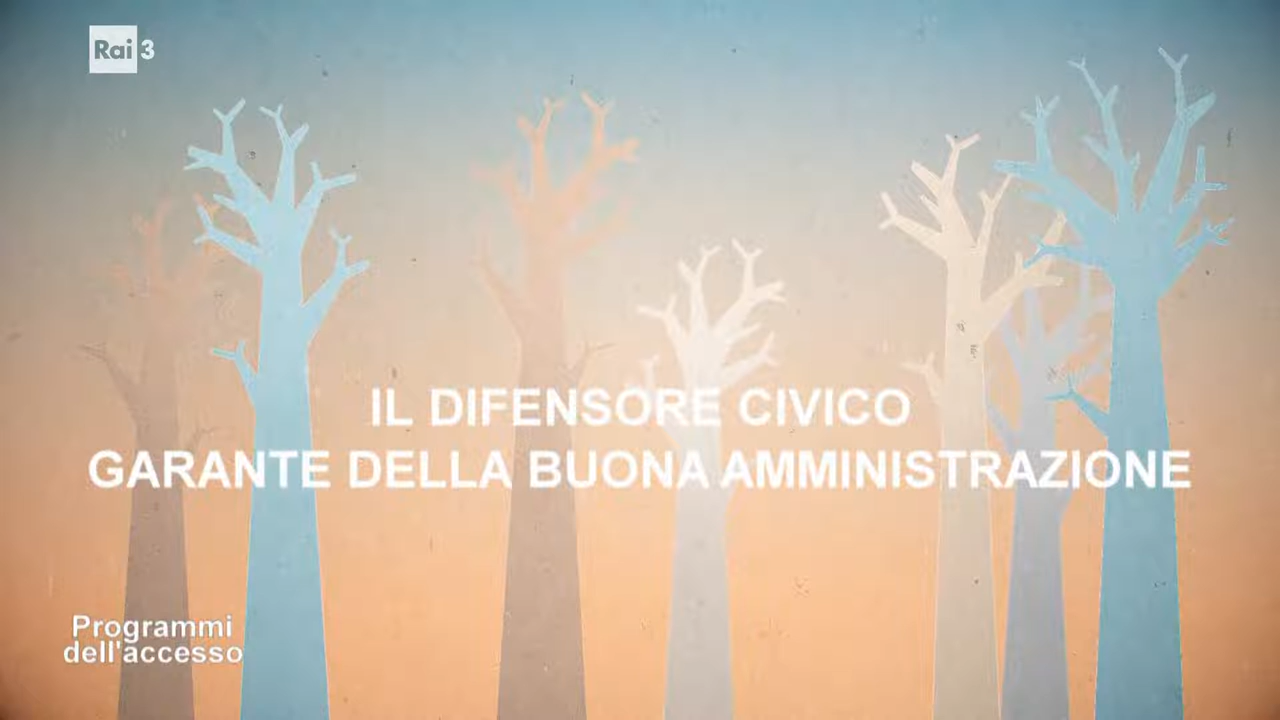 Rai 3
IL DIFENSORE CIVICO
GARANTE DELLA BUONA AMMINISTRAZIONE
Programmi
dell'accesso